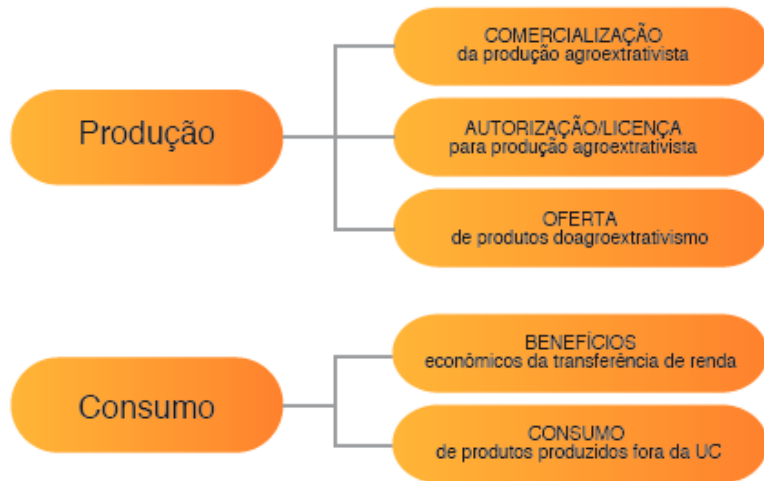 Produção
COMERCIALIZAÇÃO
da produção agroextrativista
AUTORIZAÇÃO/LICENÇA
para produção agroextrativista
OFERTA
de produtos doagroextrativismo
Consumo
BENEFÍCIOS
econômicos da transferência de renda
CONSUMO
de produtos produzidos fora da UC